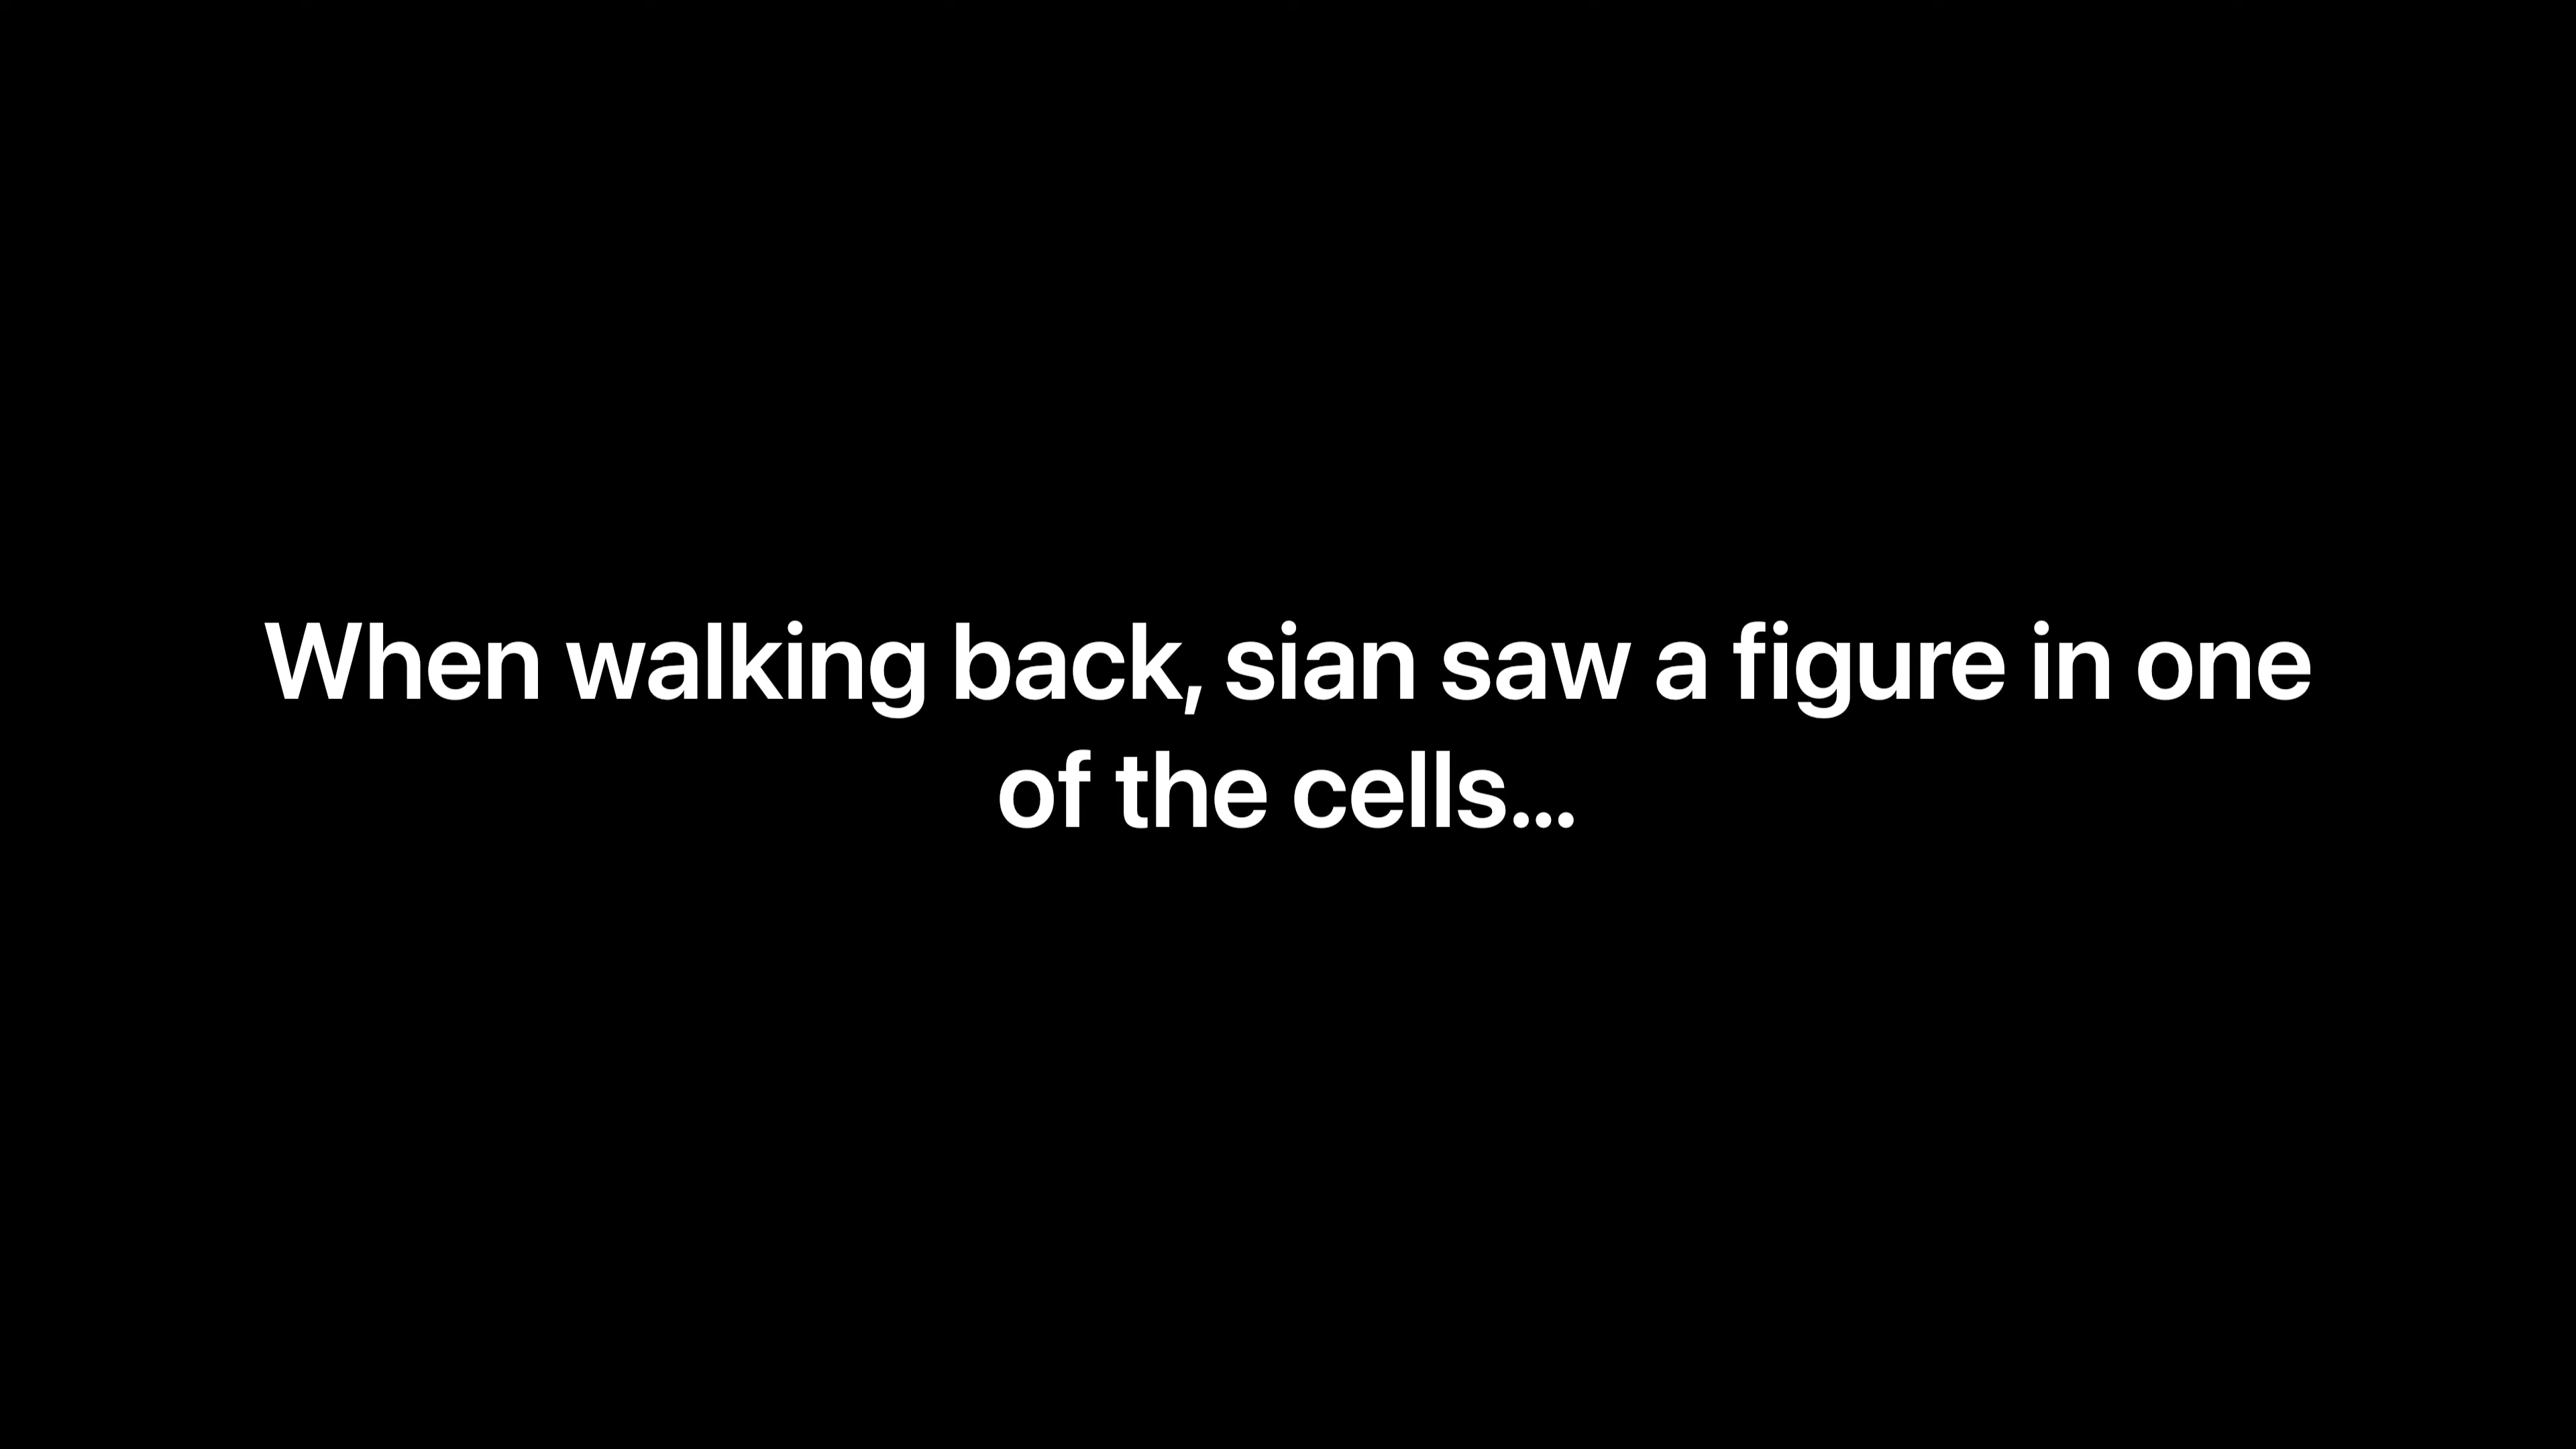 When walking back, sian saw a figure in one
of the cells...